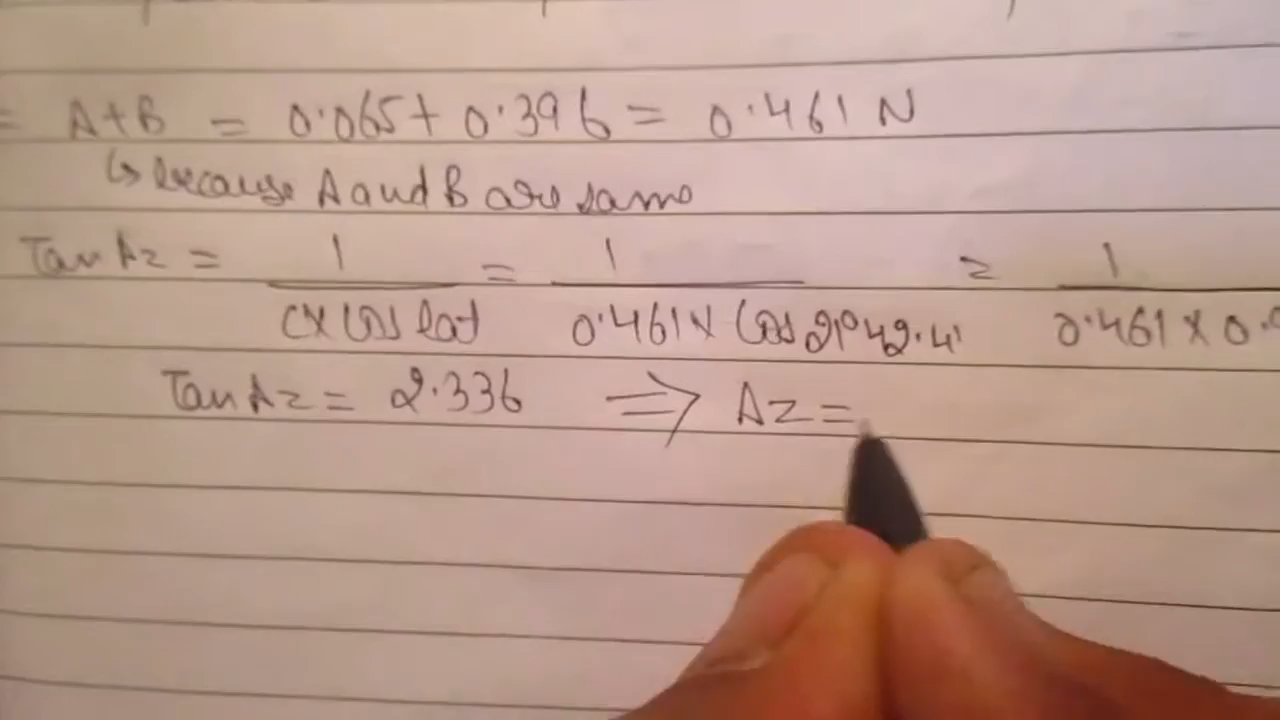 = A+B = 0.065+ 0.396 = 0.461 N
↳ because A and B are same
Tan Az = 1 / C× Cos lat = 1 / 0.461× Cos 21° 42.4' = 1 / 0.461 × 0.
Tan Az = 2.336 ⇒ Az =